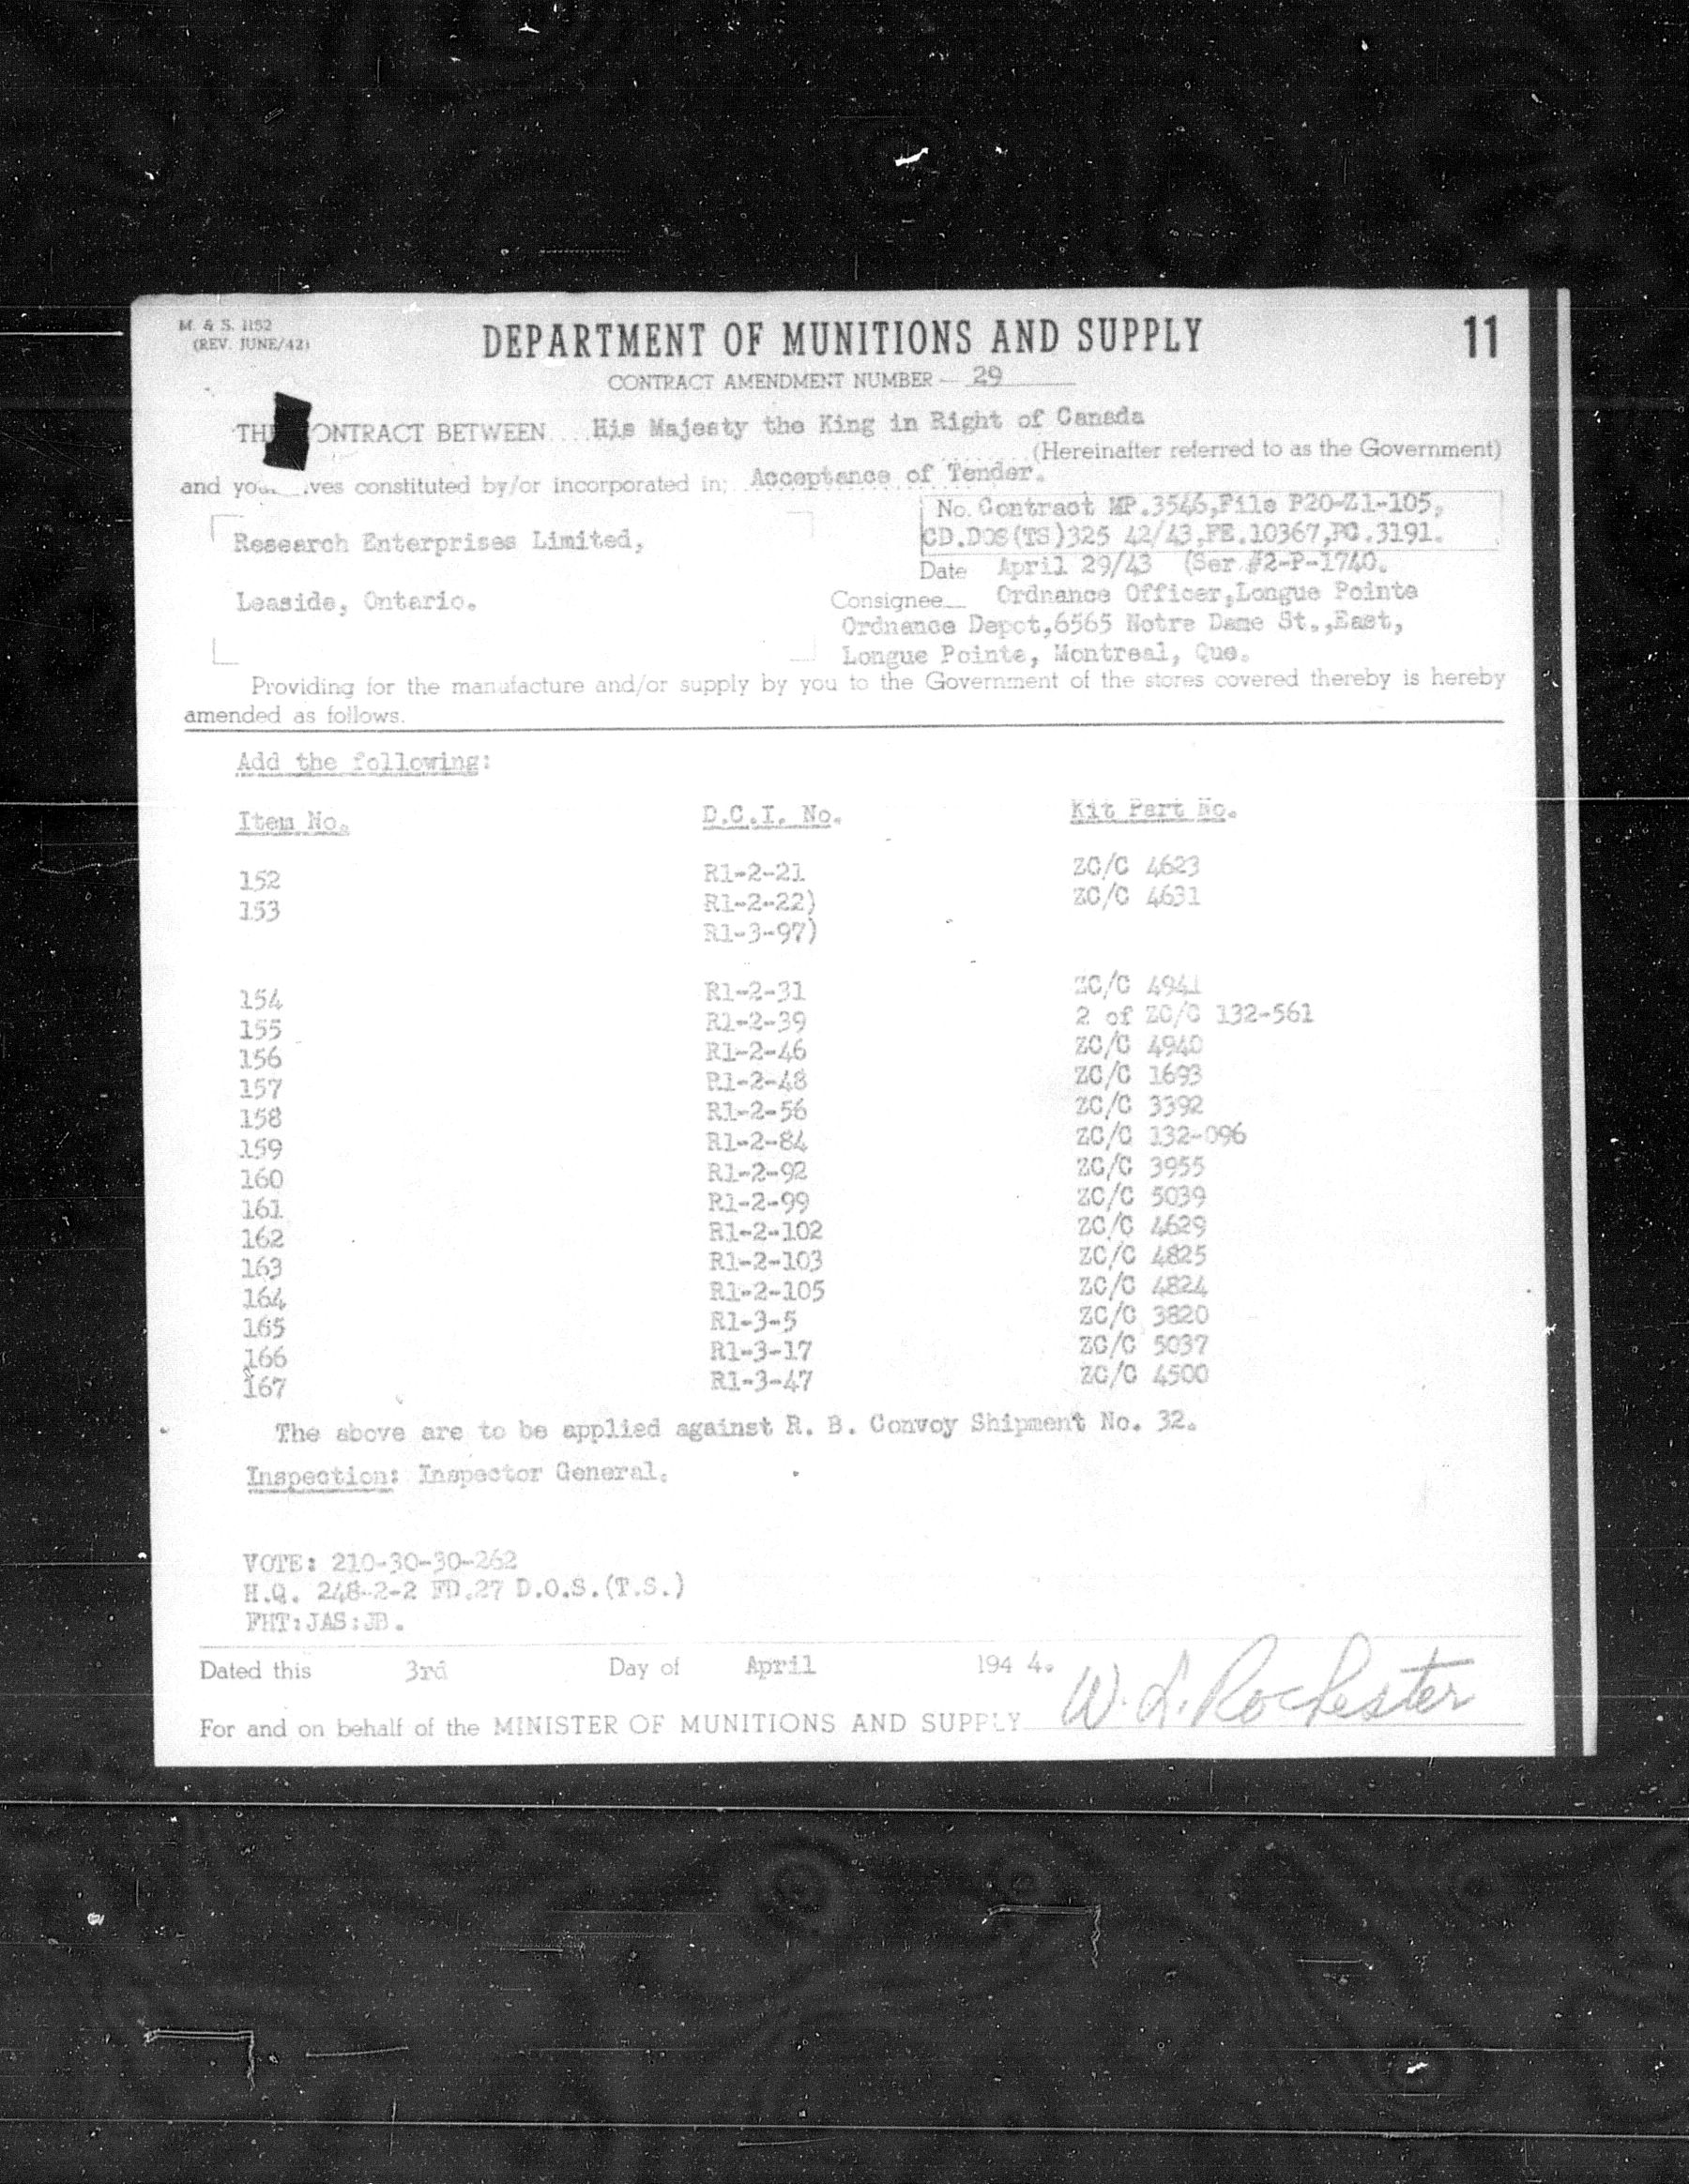 M. & S. 1152
(REV. JUNE/42)
DEPARTMENT OF MUNITIONS AND SUPPLY 11
CONTRACT AMENDMENT NUMBER — 29
TH ONTRACT BETWEEN .... His Majesty the King in Right of Canada
(Hereinafter referred to as the Government)
and you ves constituted by/or incorporated in; Acceptance of Tender.
No. Contract MP.3546,File P20-Z1-105,
Research Enterprises Limited, CD.DOS(TS)325 42/43,FE.10367,PC.3191.
Date April 29/43 (Ser #2-P-1740.
Leaside, Ontario. Consignee Ordnance Officer,Longue Pointe
Ordnance Depot,6565 Notre Dame St.,East,
Longue Pointe, Montreal, Que.
Providing for the manufacture and/or supply by you to the Government of the stores covered thereby is hereby
amended as follows.
Add the following:
Item No. D.C.I. No. Kit Part No.
152 R1-2-21 ZC/C 4623
153 R1-2-22) ZC/C 4631
R1-3-97)
154 R1-2-31 ZC/C 4941
155 R1-2-39 2 of ZC/C 132-561
156 R1-2-46 ZC/C 4940
157 R1-2-48 ZC/C 1693
158 R1-2-56 ZC/C 3392
159 R1-2-84 ZC/C 132-096
160 R1-2-92 ZC/C 3955
161 R1-2-99 ZC/C 5039
162 R1-2-102 ZC/C 4629
163 R1-2-103 ZC/C 4825
164 R1-2-105 ZC/C 4824
165 R1-3-5 ZC/C 3820
166 R1-3-17 ZC/C 5037
167 R1-3-47 ZC/C 4500
The above are to be applied against R. B. Convoy Shipment No. 32.
Inspection: Inspector General.
VOTE: 210-30-30-262
H.Q. 248-2-2 FD.27 D.O.S.(T.S.)
FHT:JAS:JB.
Dated this 3rd Day of April 194 4.
For and on behalf of the MINISTER OF MUNITIONS AND SUPPLY W. L. Rochester